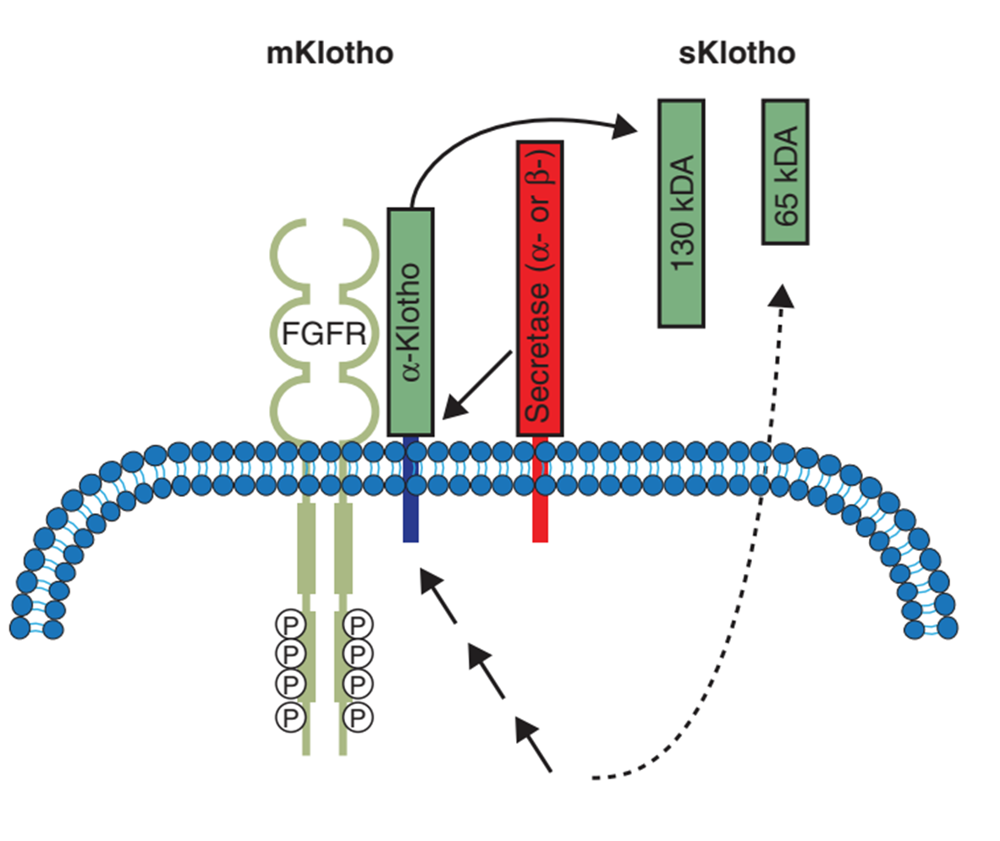 mKlotho
sKlotho
FGFR
α-Klotho
Secretase (α- or β-)
130 kDA
65 kDA
P
P
P
P
P
P
P
P